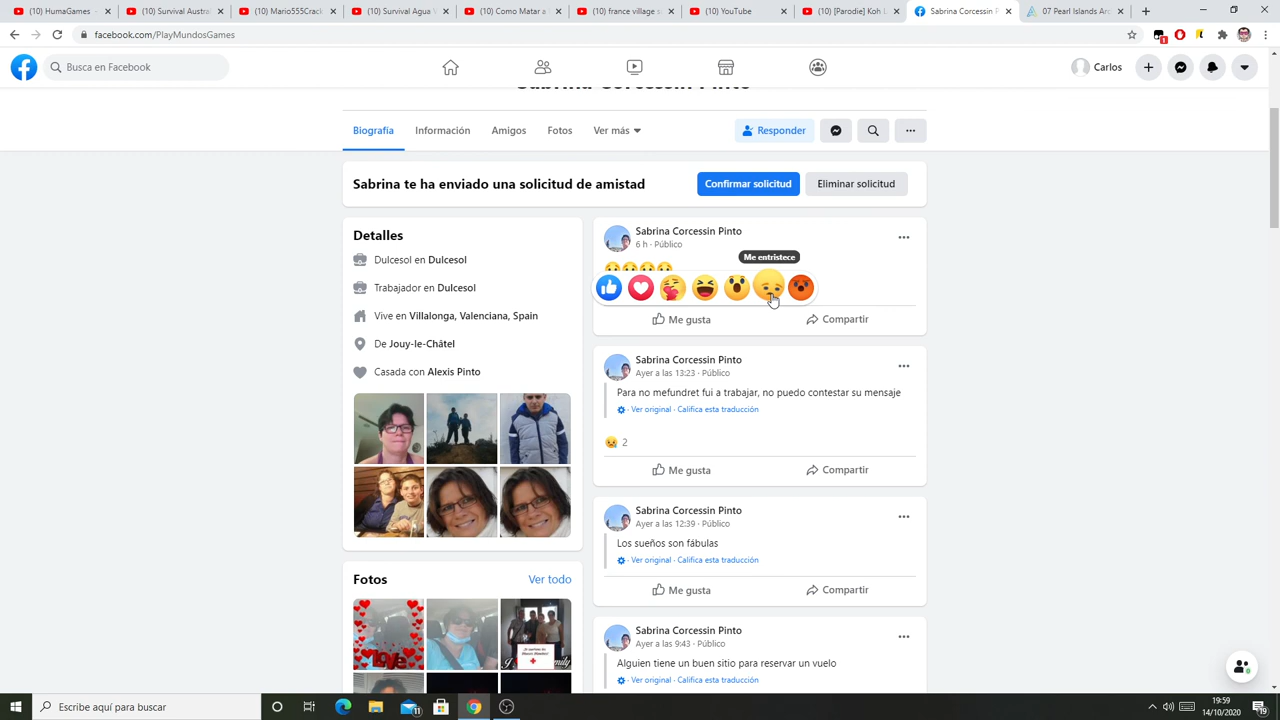 (10) HumaGames -
(10) Survival Austra
(10) Mario555Crack
(10) Survival Agua V
(10) Como Matar a
(10) france village s
(10) YouTube
(10) [Parodie] Koh L
Sabrina Corcessin P
07 Pearl Islands Arc
facebook.com/PlayMundosGames
Busca en Facebook
Carlos
Sabrina Corcessin Pinto
Biografía
Información
Amigos
Fotos
Ver más
Responder
Sabrina te ha enviado una solicitud de amistad
Confirmar solicitud
Eliminar solicitud
Detalles
Dulcesol en Dulcesol
Trabajador en Dulcesol
Vive en Villalonga, Valenciana, Spain
De Jouy-le-Châtel
Casada con Alexis Pinto
Fotos
Ver todo
Love
Sabrina Corcessin Pinto
6 h · Público
Me entristece
Me gusta
Compartir
Sabrina Corcessin Pinto
Ayer a las 13:23 · Público
Para no mefundret fui a trabajar, no puedo contestar su mensaje
· Ver original · Califica esta traducción
2
Me gusta
Compartir
Sabrina Corcessin Pinto
Ayer a las 12:39 · Público
Los sueños son fábulas
· Ver original · Califica esta traducción
Me gusta
Compartir
Sabrina Corcessin Pinto
Ayer a las 9:43 · Público
Alguien tiene un buen sitio para reservar un vuelo
· Ver original · Califica esta traducción
Escribe aquí para buscar
11
19:59
14/10/2020
19